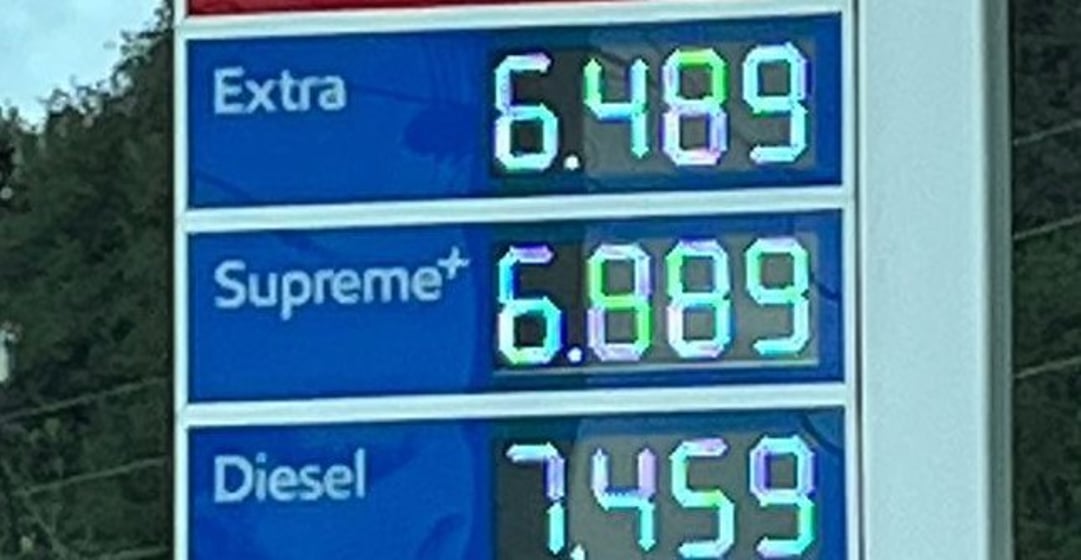 Extra 6.489
Supreme+ 6.889
Diesel 7.459